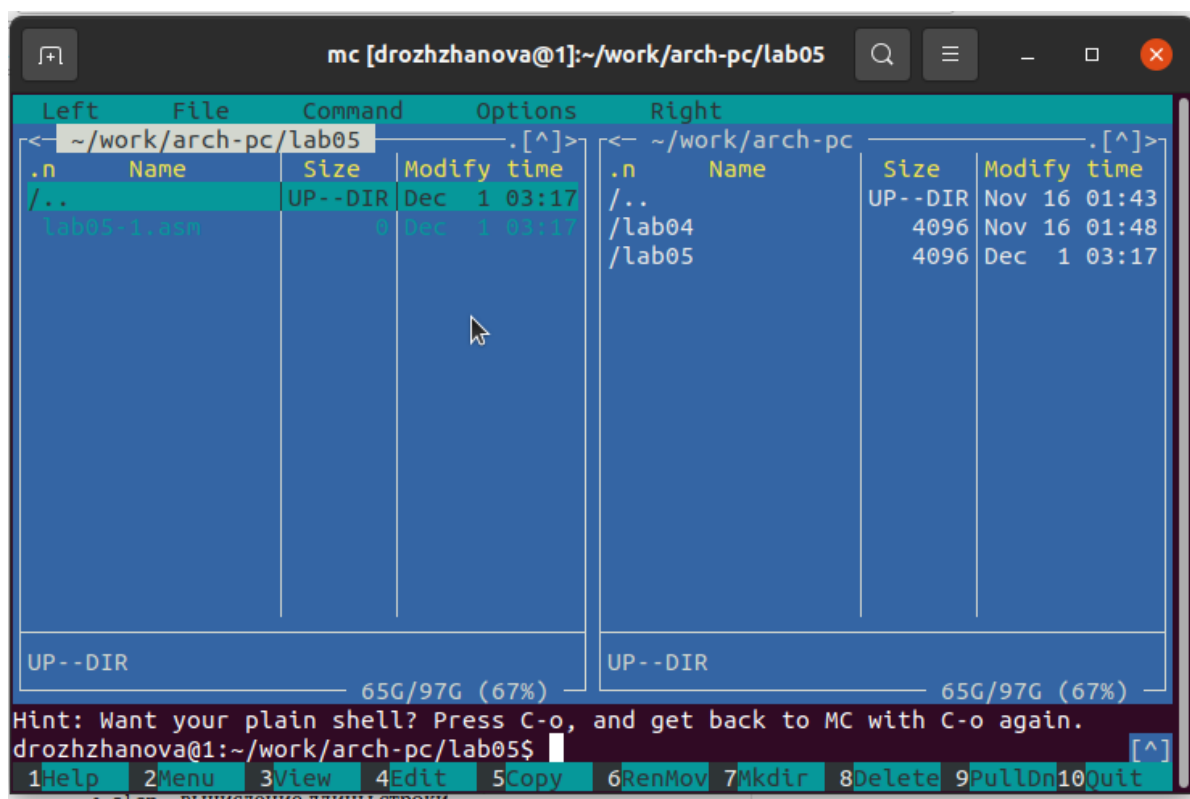 mc [drozhzhanova@1]:~/work/arch-pc/lab05
Left File Command Options Right
<─ ~/work/arch-pc/lab05 ─.[^]>
.n Name Size Modify time
/.. UP--DIR Dec 1 03:17
lab05-1.asm 0 Dec 1 03:17
UP--DIR
65G/97G (67%)
<─ ~/work/arch-pc ─.[^]>
.n Name Size Modify time
/.. UP--DIR Nov 16 01:43
/lab04 4096 Nov 16 01:48
/lab05 4096 Dec 1 03:17
UP--DIR
65G/97G (67%)
Hint: Want your plain shell? Press C-o, and get back to MC with C-o again.
drozhzhanova@1:~/work/arch-pc/lab05$ [^]
1Help 2Menu 3View 4Edit 5Copy 6RenMov 7Mkdir 8Delete 9PullDn 10Quit